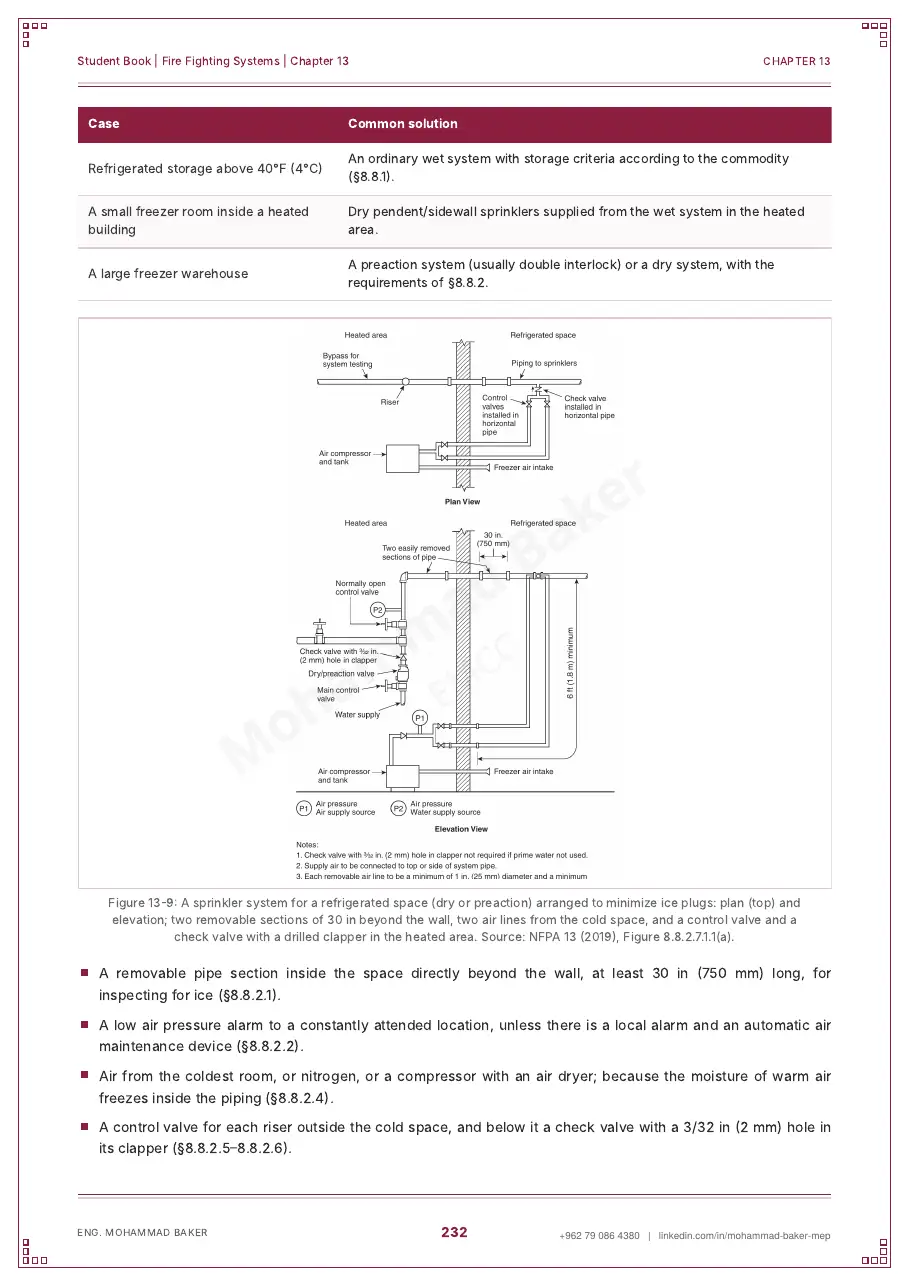 Student Book | Fire Fighting Systems | Chapter 13
CHAPTER 13
Case
Common solution
Refrigerated storage above 40°F (4°C)
An ordinary wet system with storage criteria according to the commodity
(§8.8.1).
A small freezer room inside a heated
building
Dry pendent/sidewall sprinklers supplied from the wet system in the heated
area.
A large freezer warehouse
A preaction system (usually double interlock) or a dry system, with the
requirements of §8.8.2.
Heated area
Refrigerated space
Bypass for
system testing
Piping to sprinklers
Riser
Control
valves
installed in
horizontal
pipe
Check valve
installed in
horizontal pipe
Air compressor
and tank
Freezer air intake
Plan View
Heated area
Refrigerated space
30 in.
(750 mm)
Two easily removed
sections of pipe
Normally open
control valve
P2
Check valve with 3⁄32 in.
(2 mm) hole in clapper
Dry/preaction valve
Main control
valve
Water supply
P1
6 ft (1.8 m) minimum
Air compressor
and tank
Freezer air intake
P1 Air pressure
Air supply source
P2 Air pressure
Water supply source
Elevation View
Notes:
1. Check valve with 3⁄32 in. (2 mm) hole in clapper not required if prime water not used.
2. Supply air to be connected to top or side of system pipe.
3. Each removable air line to be a minimum of 1 in. (25 mm) diameter and a minimum
Mohammad Baker
Figure 13-9: A sprinkler system for a refrigerated space (dry or preaction) arranged to minimize ice plugs: plan (top) and
elevation; two removable sections of 30 in beyond the wall, two air lines from the cold space, and a control valve and a
check valve with a drilled clapper in the heated area. Source: NFPA 13 (2019), Figure 8.8.2.7.1.1(a).
A removable pipe section inside the space directly beyond the wall, at least 30 in (750 mm) long, for
inspecting for ice (§8.8.2.1).
A low air pressure alarm to a constantly attended location, unless there is a local alarm and an automatic air
maintenance device (§8.8.2.2).
Air from the coldest room, or nitrogen, or a compressor with an air dryer; because the moisture of warm air
freezes inside the piping (§8.8.2.4).
A control valve for each riser outside the cold space, and below it a check valve with a 3/32 in (2 mm) hole in
its clapper (§8.8.2.5–8.8.2.6).
ENG. MOHAMMAD BAKER
232
+962 79 086 4380 | linkedin.com/in/mohammad-baker-mep